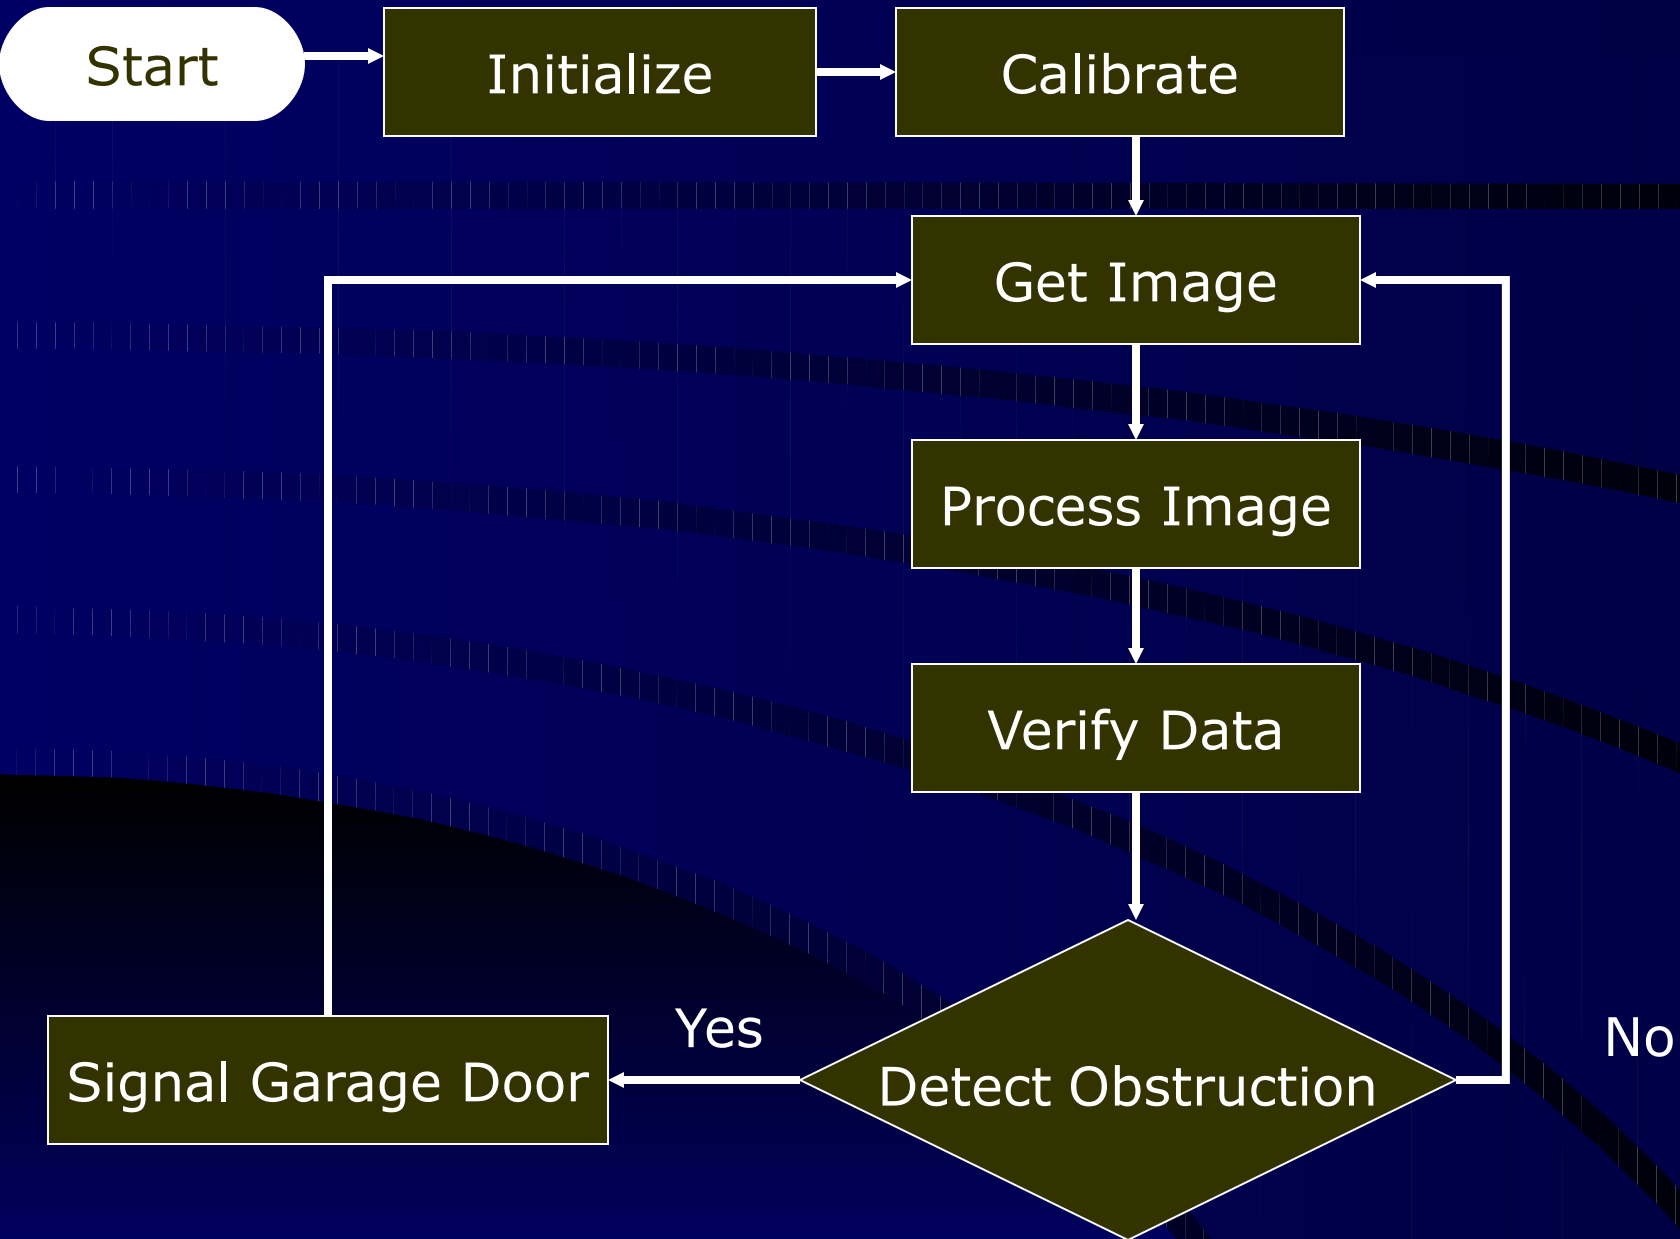 Start
Initialize
Calibrate
Get Image
Process Image
Verify Data
Detect Obstruction
Yes
No
Signal Garage Door